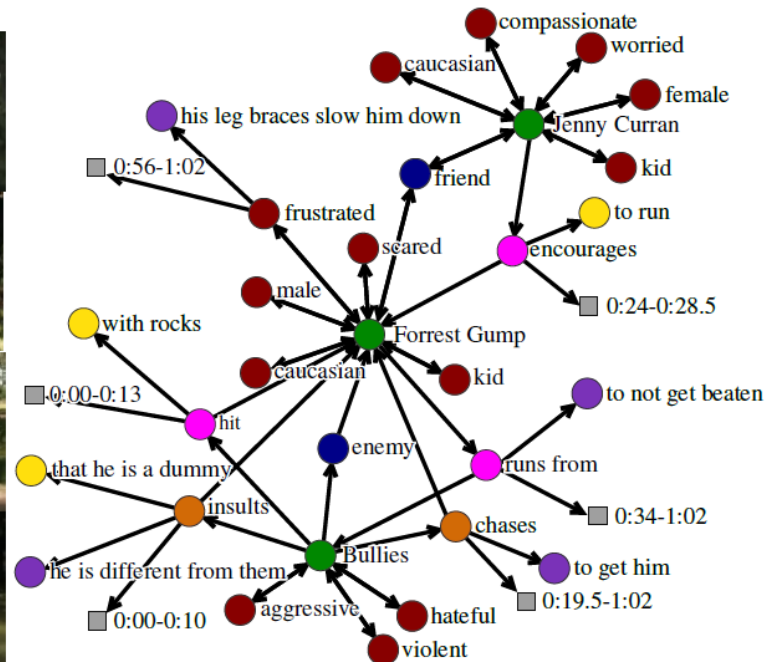 compassionate
worried
caucasian
female
his leg braces slow him down
Jenny Curran
0:56-1:02
kid
friend
frustrated
to run
scared
encourages
male
0:24-0:28.5
with rocks
Forrest Gump
caucasian
kid
0:00-0:13
to not get beaten
hit
enemy
that he is a dummy
runs from
insults
0:34-1:02
chases
Bullies
he is different from them
to get him
0:19.5-1:02
aggressive
hateful
0:00-0:10
violent